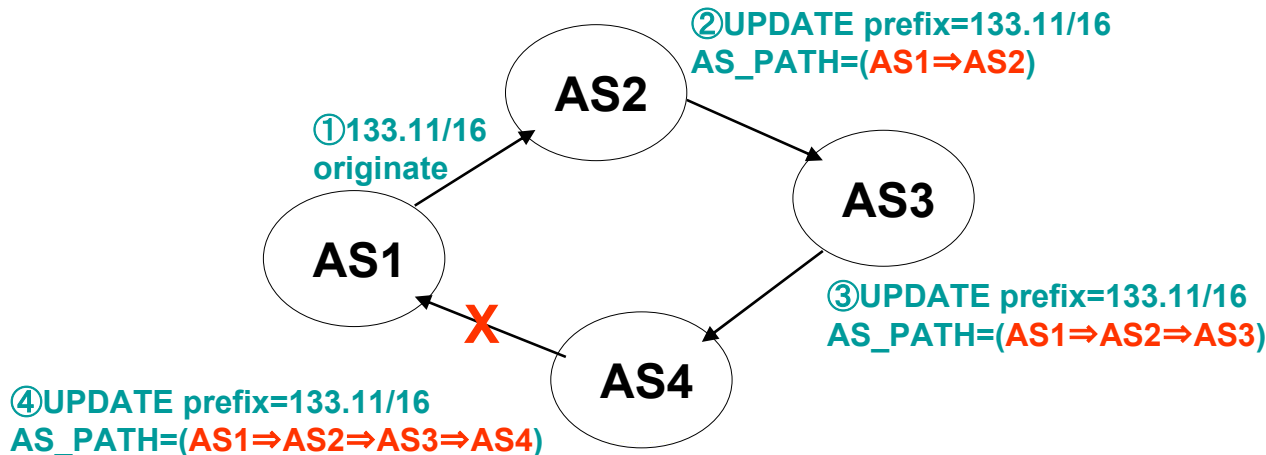 ②UPDATE prefix=133.11/16
AS_PATH=(AS1⇒AS2)
AS2
①133.11/16
originate
AS3
AS1
③UPDATE prefix=133.11/16
AS_PATH=(AS1⇒AS2⇒AS3)
X
AS4
④UPDATE prefix=133.11/16
AS_PATH=(AS1⇒AS2⇒AS3⇒AS4)